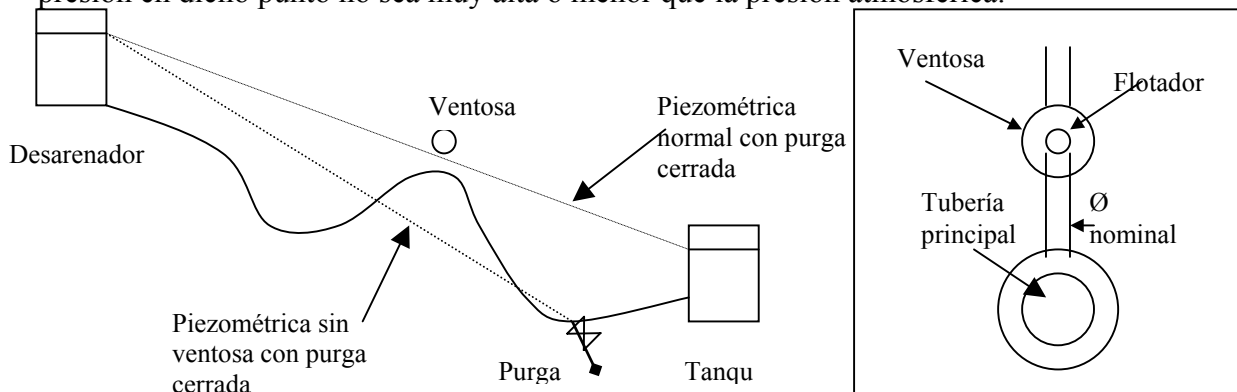 presión en dicho punto no sea muy alta o menor que la presión atmosférica.
Desarenador
Ventosa
Piezométrica
normal con purga
cerrada
Piezométrica sin
ventosa con purga
cerrada
Purga
Tanqu
Ventosa
Flotador
Tubería
principal
Ø
nominal